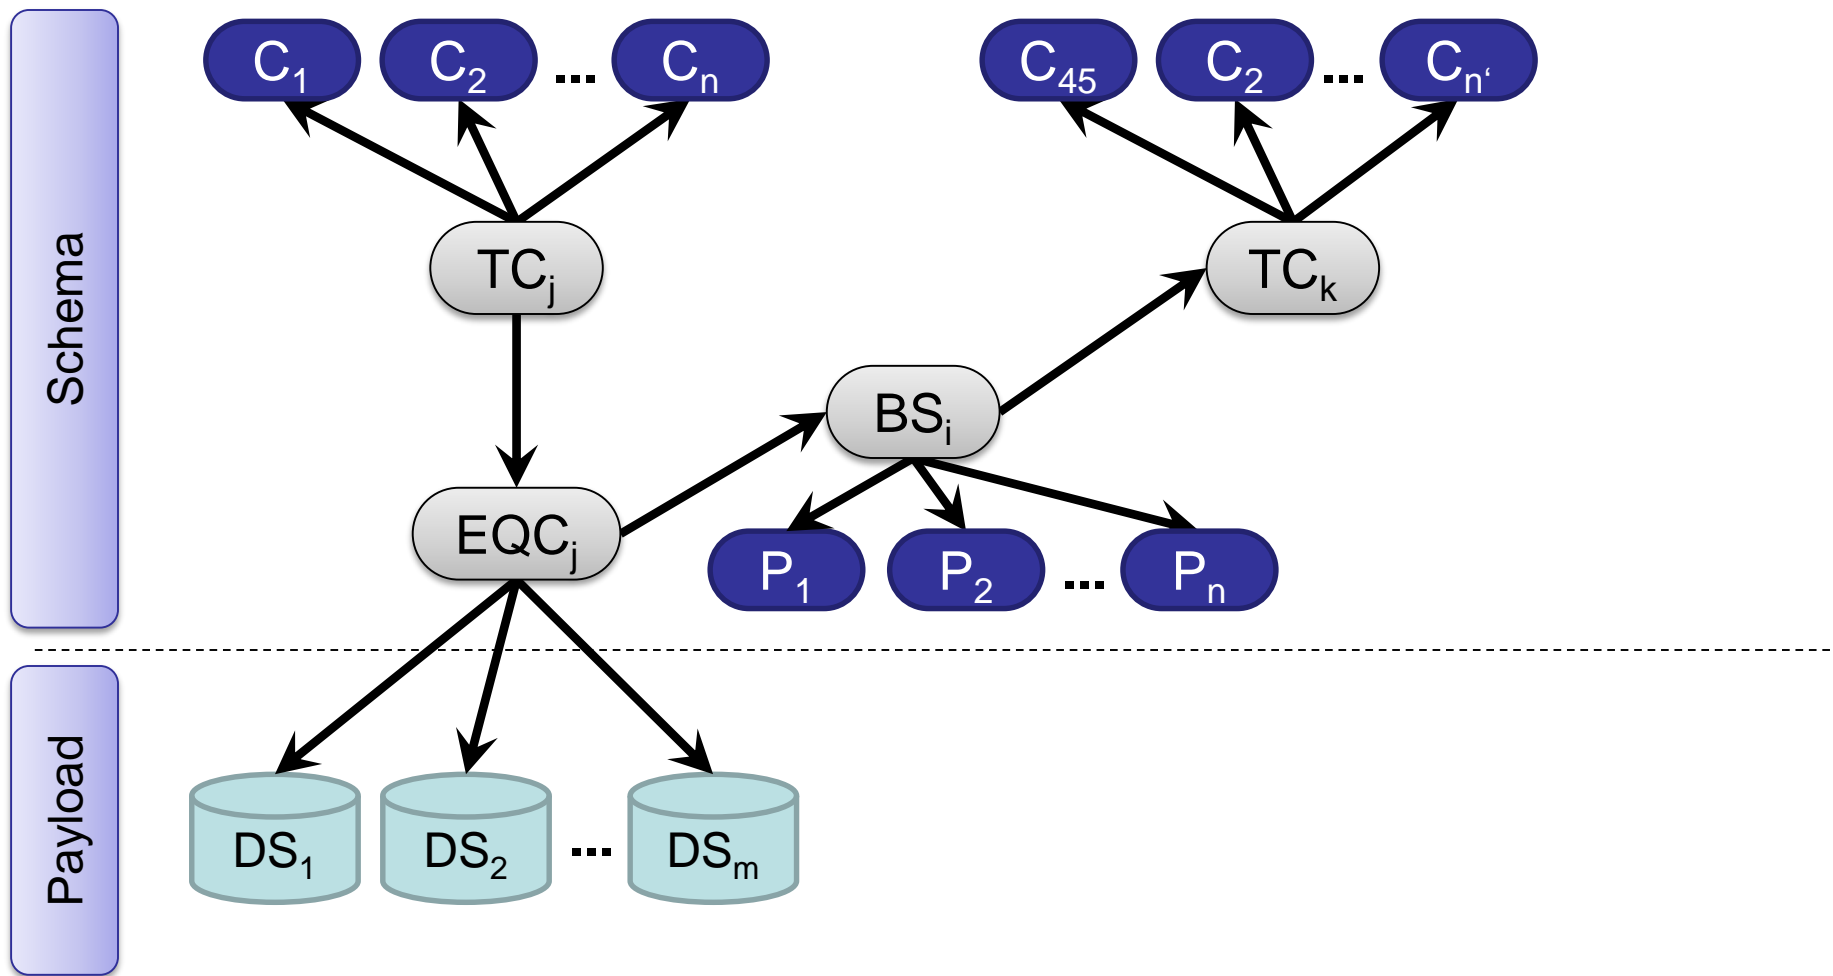 Schema
C1 C2 ... Cn C45 C2 ... Cn‘
TCj TCk
BSi
EQCj
P1 P2 ... Pn
Payload
DS1 DS2 ... DSm